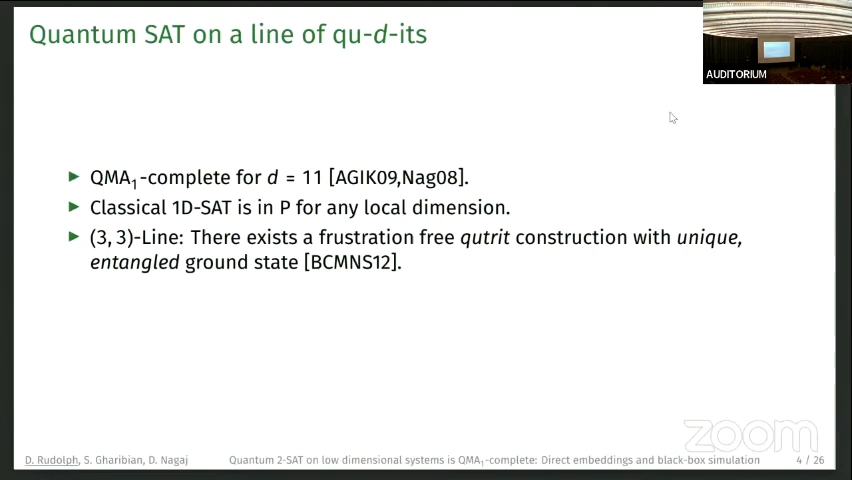 Quantum SAT on a line of qu-d-its
AUDITORIUM
▶ QMA₁-complete for d = 11 [AGIK09,Nag08].
▶ Classical 1D-SAT is in P for any local dimension.
▶ (3, 3)-Line: There exists a frustration free qutrit construction with unique,
entangled ground state [BCMNS12].
zoom
D. Rudolph, S. Gharibian, D. Nagaj Quantum 2-SAT on low dimensional systems is QMA₁-complete: Direct embeddings and black-box simulation 4 / 26